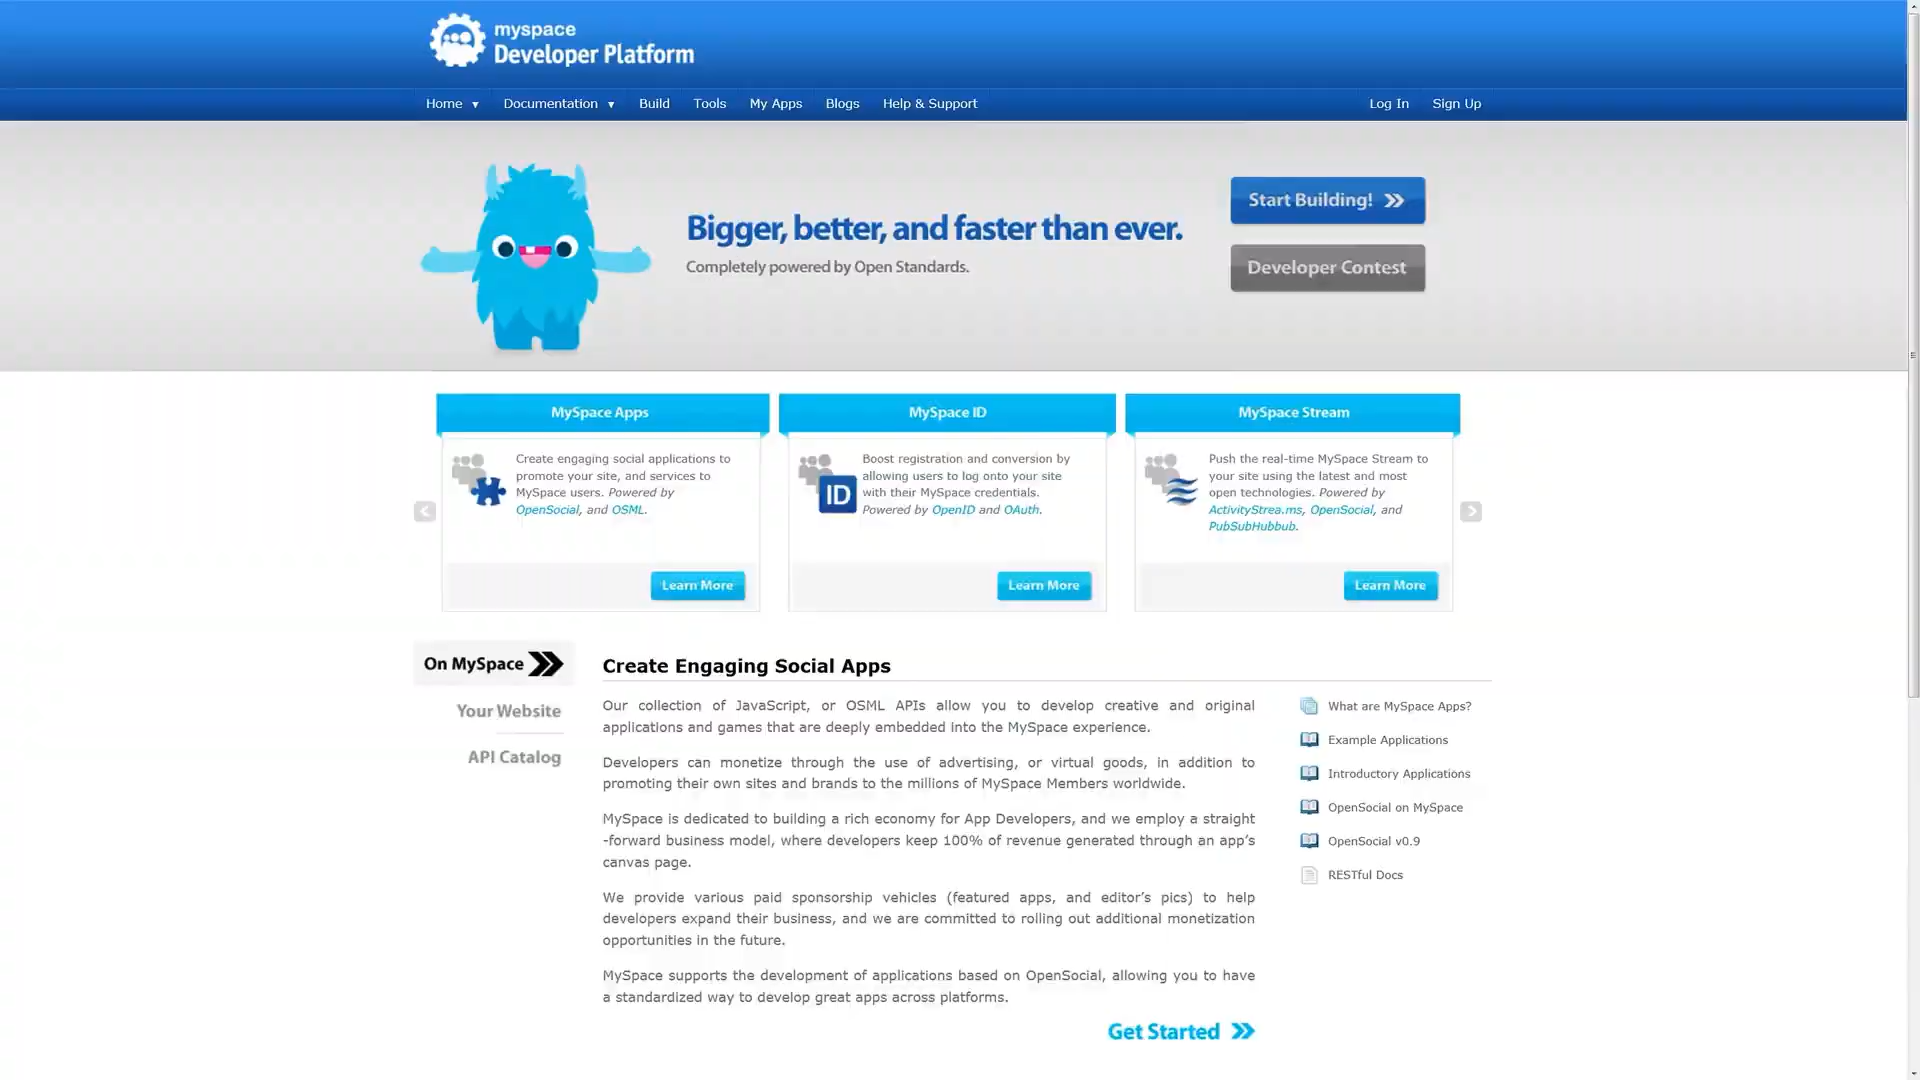 myspace
Developer Platform
Home ▼ Documentation ▼ Build Tools My Apps Blogs Help & Support Log In Sign Up
Bigger, better, and faster than ever.
Completely powered by Open Standards.
Start Building!
Developer Contest
MySpace Apps
Create engaging social applications to
promote your site, and services to
MySpace users. Powered by
OpenSocial, and OSML.
Learn More
MySpace ID
ID
Boost registration and conversion by
allowing users to log onto your site
with their MySpace credentials.
Powered by OpenID and OAuth.
Learn More
MySpace Stream
Push the real-time MySpace Stream to
your site using the latest and most
open technologies. Powered by
ActivityStrea.ms, OpenSocial, and
PubSubHubbub.
Learn More
On MySpace
Your Website
API Catalog
Create Engaging Social Apps
Our collection of JavaScript, or OSML APIs allow you to develop creative and original
applications and games that are deeply embedded into the MySpace experience.
Developers can monetize through the use of advertising, or virtual goods, in addition to
promoting their own sites and brands to the millions of MySpace Members worldwide.
MySpace is dedicated to building a rich economy for App Developers, and we employ a straight
-forward business model, where developers keep 100% of revenue generated through an app’s
canvas page.
We provide various paid sponsorship vehicles (featured apps, and editor’s pics) to help
developers expand their business, and we are committed to rolling out additional monetization
opportunities in the future.
MySpace supports the development of applications based on OpenSocial, allowing you to have
a standardized way to develop great apps across platforms.
Get Started
What are MySpace Apps?
Example Applications
Introductory Applications
OpenSocial on MySpace
OpenSocial v0.9
RESTful Docs